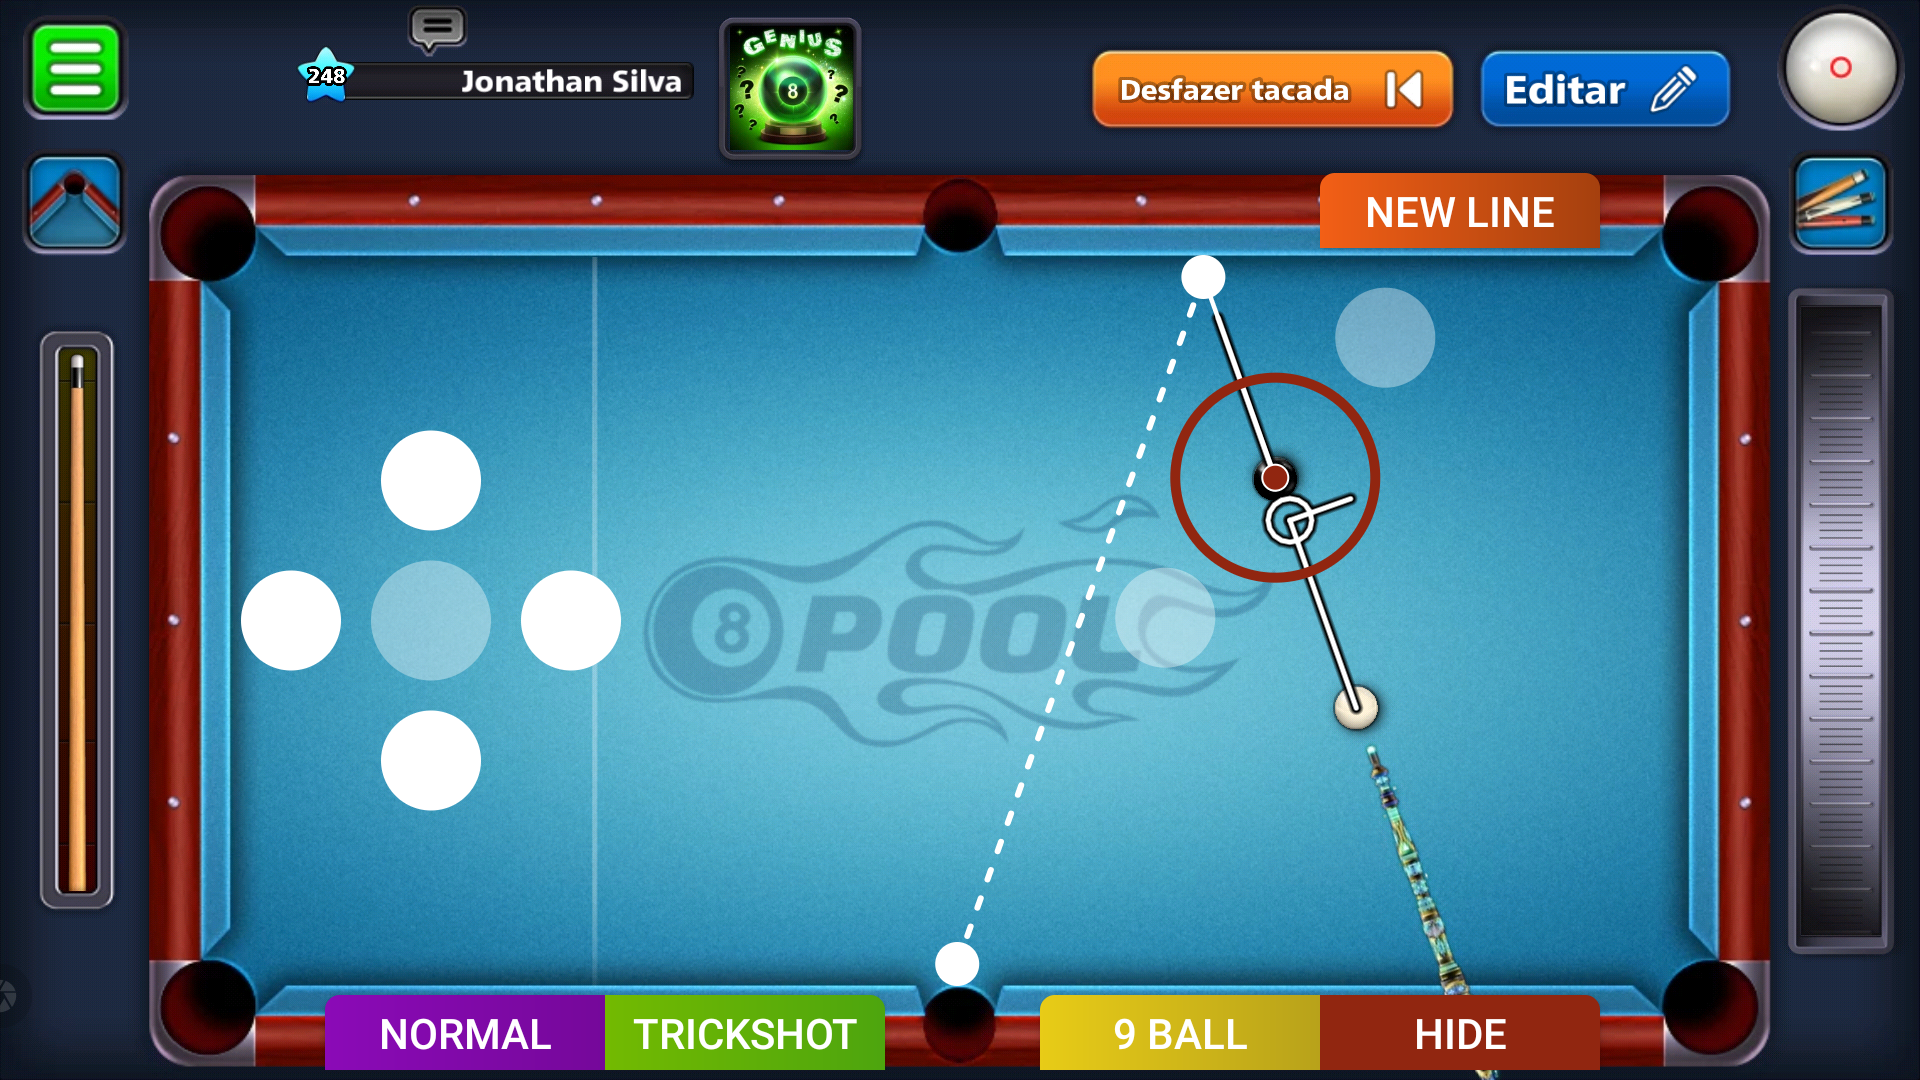 248
Jonathan Silva
GENIUS
? 8 ?
Desfazer tacada
Editar
NEW LINE
8 POOL
NORMAL
TRICKSHOT
9 BALL
HIDE